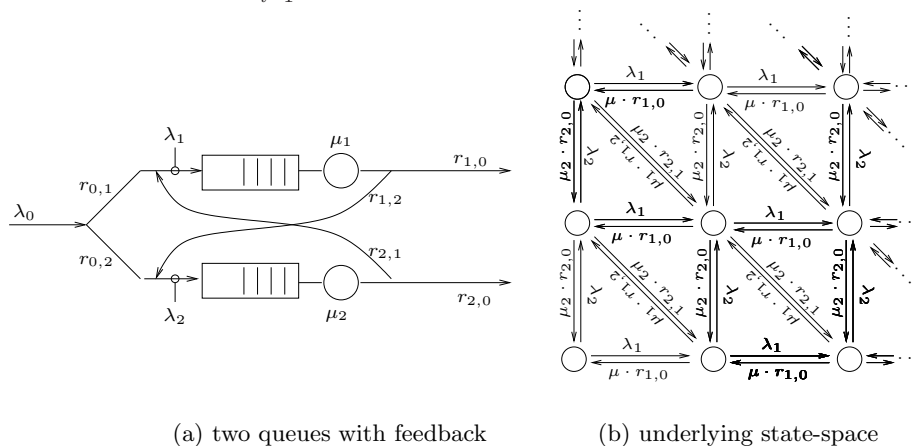 λ₀
r₀,₁
r₀,₂
λ₁
μ₁
r₁,₀
r₁,₂
r₂,₁
λ₂
μ₂
r₂,₀
(a) two queues with feedback
λ₁
μ · r₁,₀
λ₁
μ · r₁,₀
μ₂ · r₂,₀
λ₂
μ₂ · r₂,₁
μ₁ · r₁,₂
μ₂ · r₂,₀
λ₂
μ₂ · r₂,₁
μ₁ · r₁,₂
μ₂ · r₂,₀
λ₂
λ₁
μ · r₁,₀
λ₁
μ · r₁,₀
μ₂ · r₂,₀
λ₂
μ₂ · r₂,₁
μ₁ · r₁,₂
μ₂ · r₂,₀
λ₂
μ₂ · r₂,₁
μ₁ · r₁,₂
μ₂ · r₂,₀
λ₂
λ₁
μ · r₁,₀
λ₁
μ · r₁,₀
(b) underlying state-space